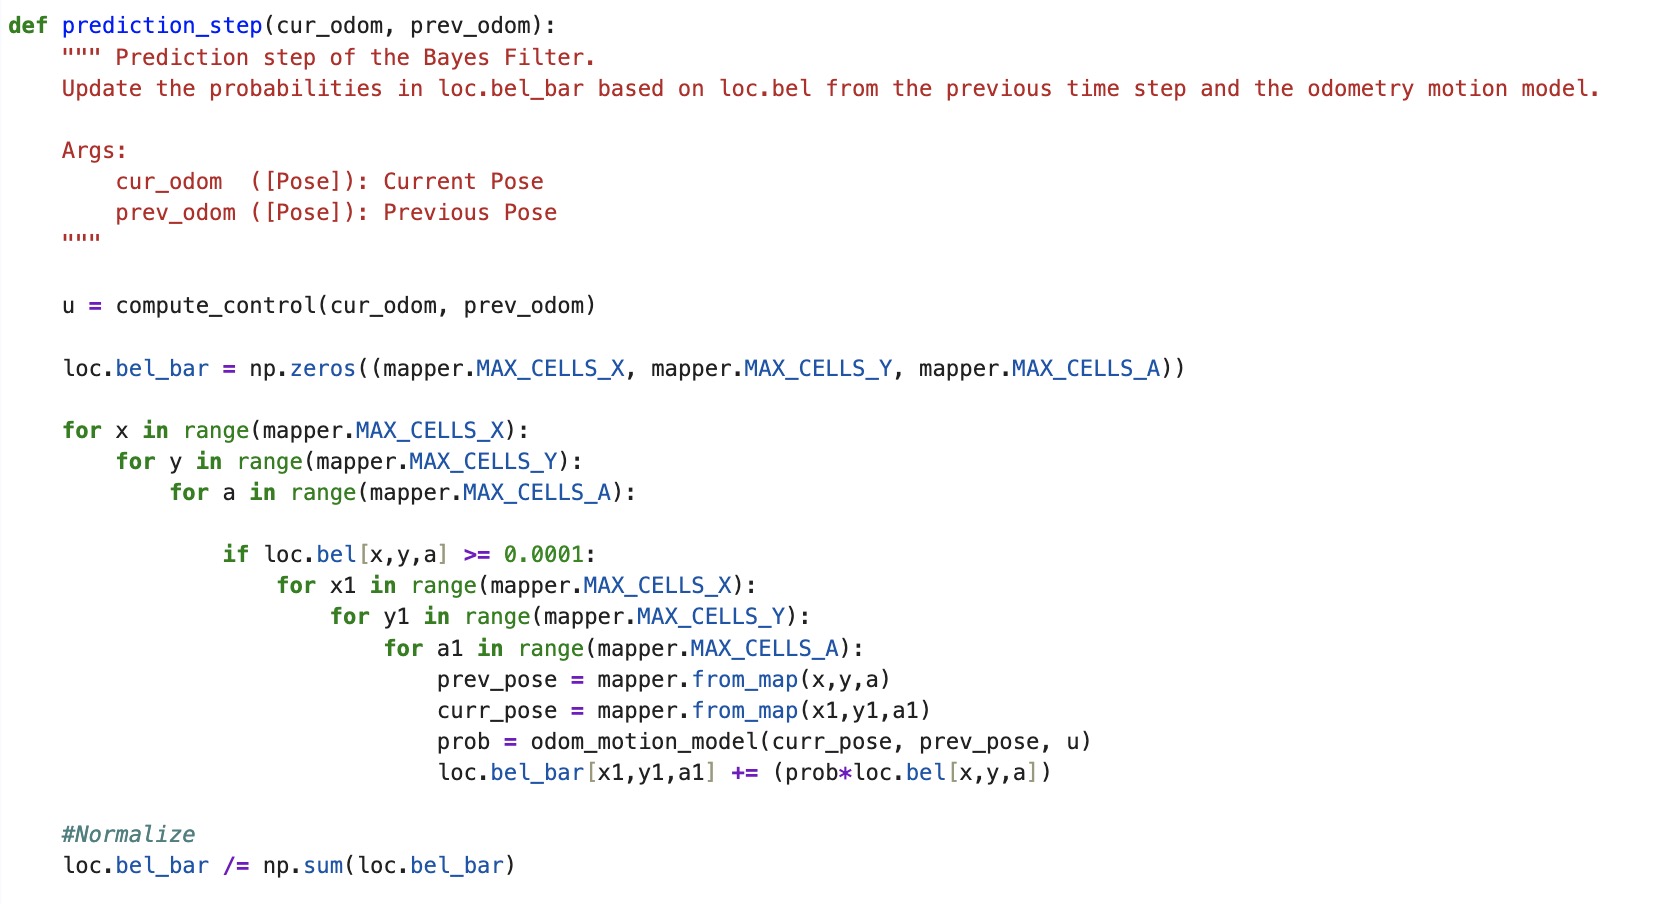 def prediction_step(cur_odom, prev_odom):
    """ Prediction step of the Bayes Filter.
    Update the probabilities in loc.bel_bar based on loc.bel from the previous time step and the odometry motion model.

    Args:
        cur_odom  ([Pose]): Current Pose
        prev_odom ([Pose]): Previous Pose
    """

    u = compute_control(cur_odom, prev_odom)

    loc.bel_bar = np.zeros((mapper.MAX_CELLS_X, mapper.MAX_CELLS_Y, mapper.MAX_CELLS_A))

    for x in range(mapper.MAX_CELLS_X):
        for y in range(mapper.MAX_CELLS_Y):
            for a in range(mapper.MAX_CELLS_A):

                if loc.bel[x,y,a] >= 0.0001:
                    for x1 in range(mapper.MAX_CELLS_X):
                        for y1 in range(mapper.MAX_CELLS_Y):
                            for a1 in range(mapper.MAX_CELLS_A):
                                prev_pose = mapper.from_map(x,y,a)
                                curr_pose = mapper.from_map(x1,y1,a1)
                                prob = odom_motion_model(curr_pose, prev_pose, u)
                                loc.bel_bar[x1,y1,a1] += (prob*loc.bel[x,y,a])

    #Normalize
    loc.bel_bar /= np.sum(loc.bel_bar)